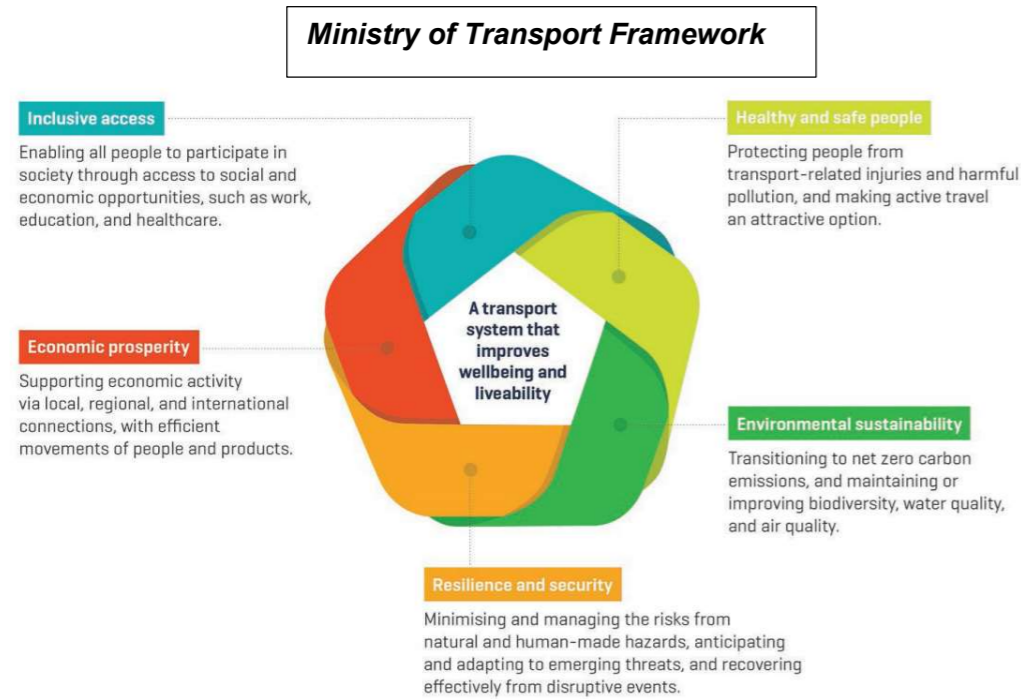 Ministry of Transport Framework
Inclusive access
Enabling all people to participate in
society through access to social and
economic opportunities, such as work,
education, and healthcare.
Healthy and safe people
Protecting people from
transport-related injuries and harmful
pollution, and making active travel
an attractive option.
A transport
system that
improves
wellbeing and
liveability
Economic prosperity
Supporting economic activity
via local, regional, and international
connections, with efficient
movements of people and products.
Environmental sustainability
Transitioning to net zero carbon
emissions, and maintaining or
improving biodiversity, water quality,
and air quality.
Resilience and security
Minimising and managing the risks from
natural and human-made hazards, anticipating
and adapting to emerging threats, and recovering
effectively from disruptive events.